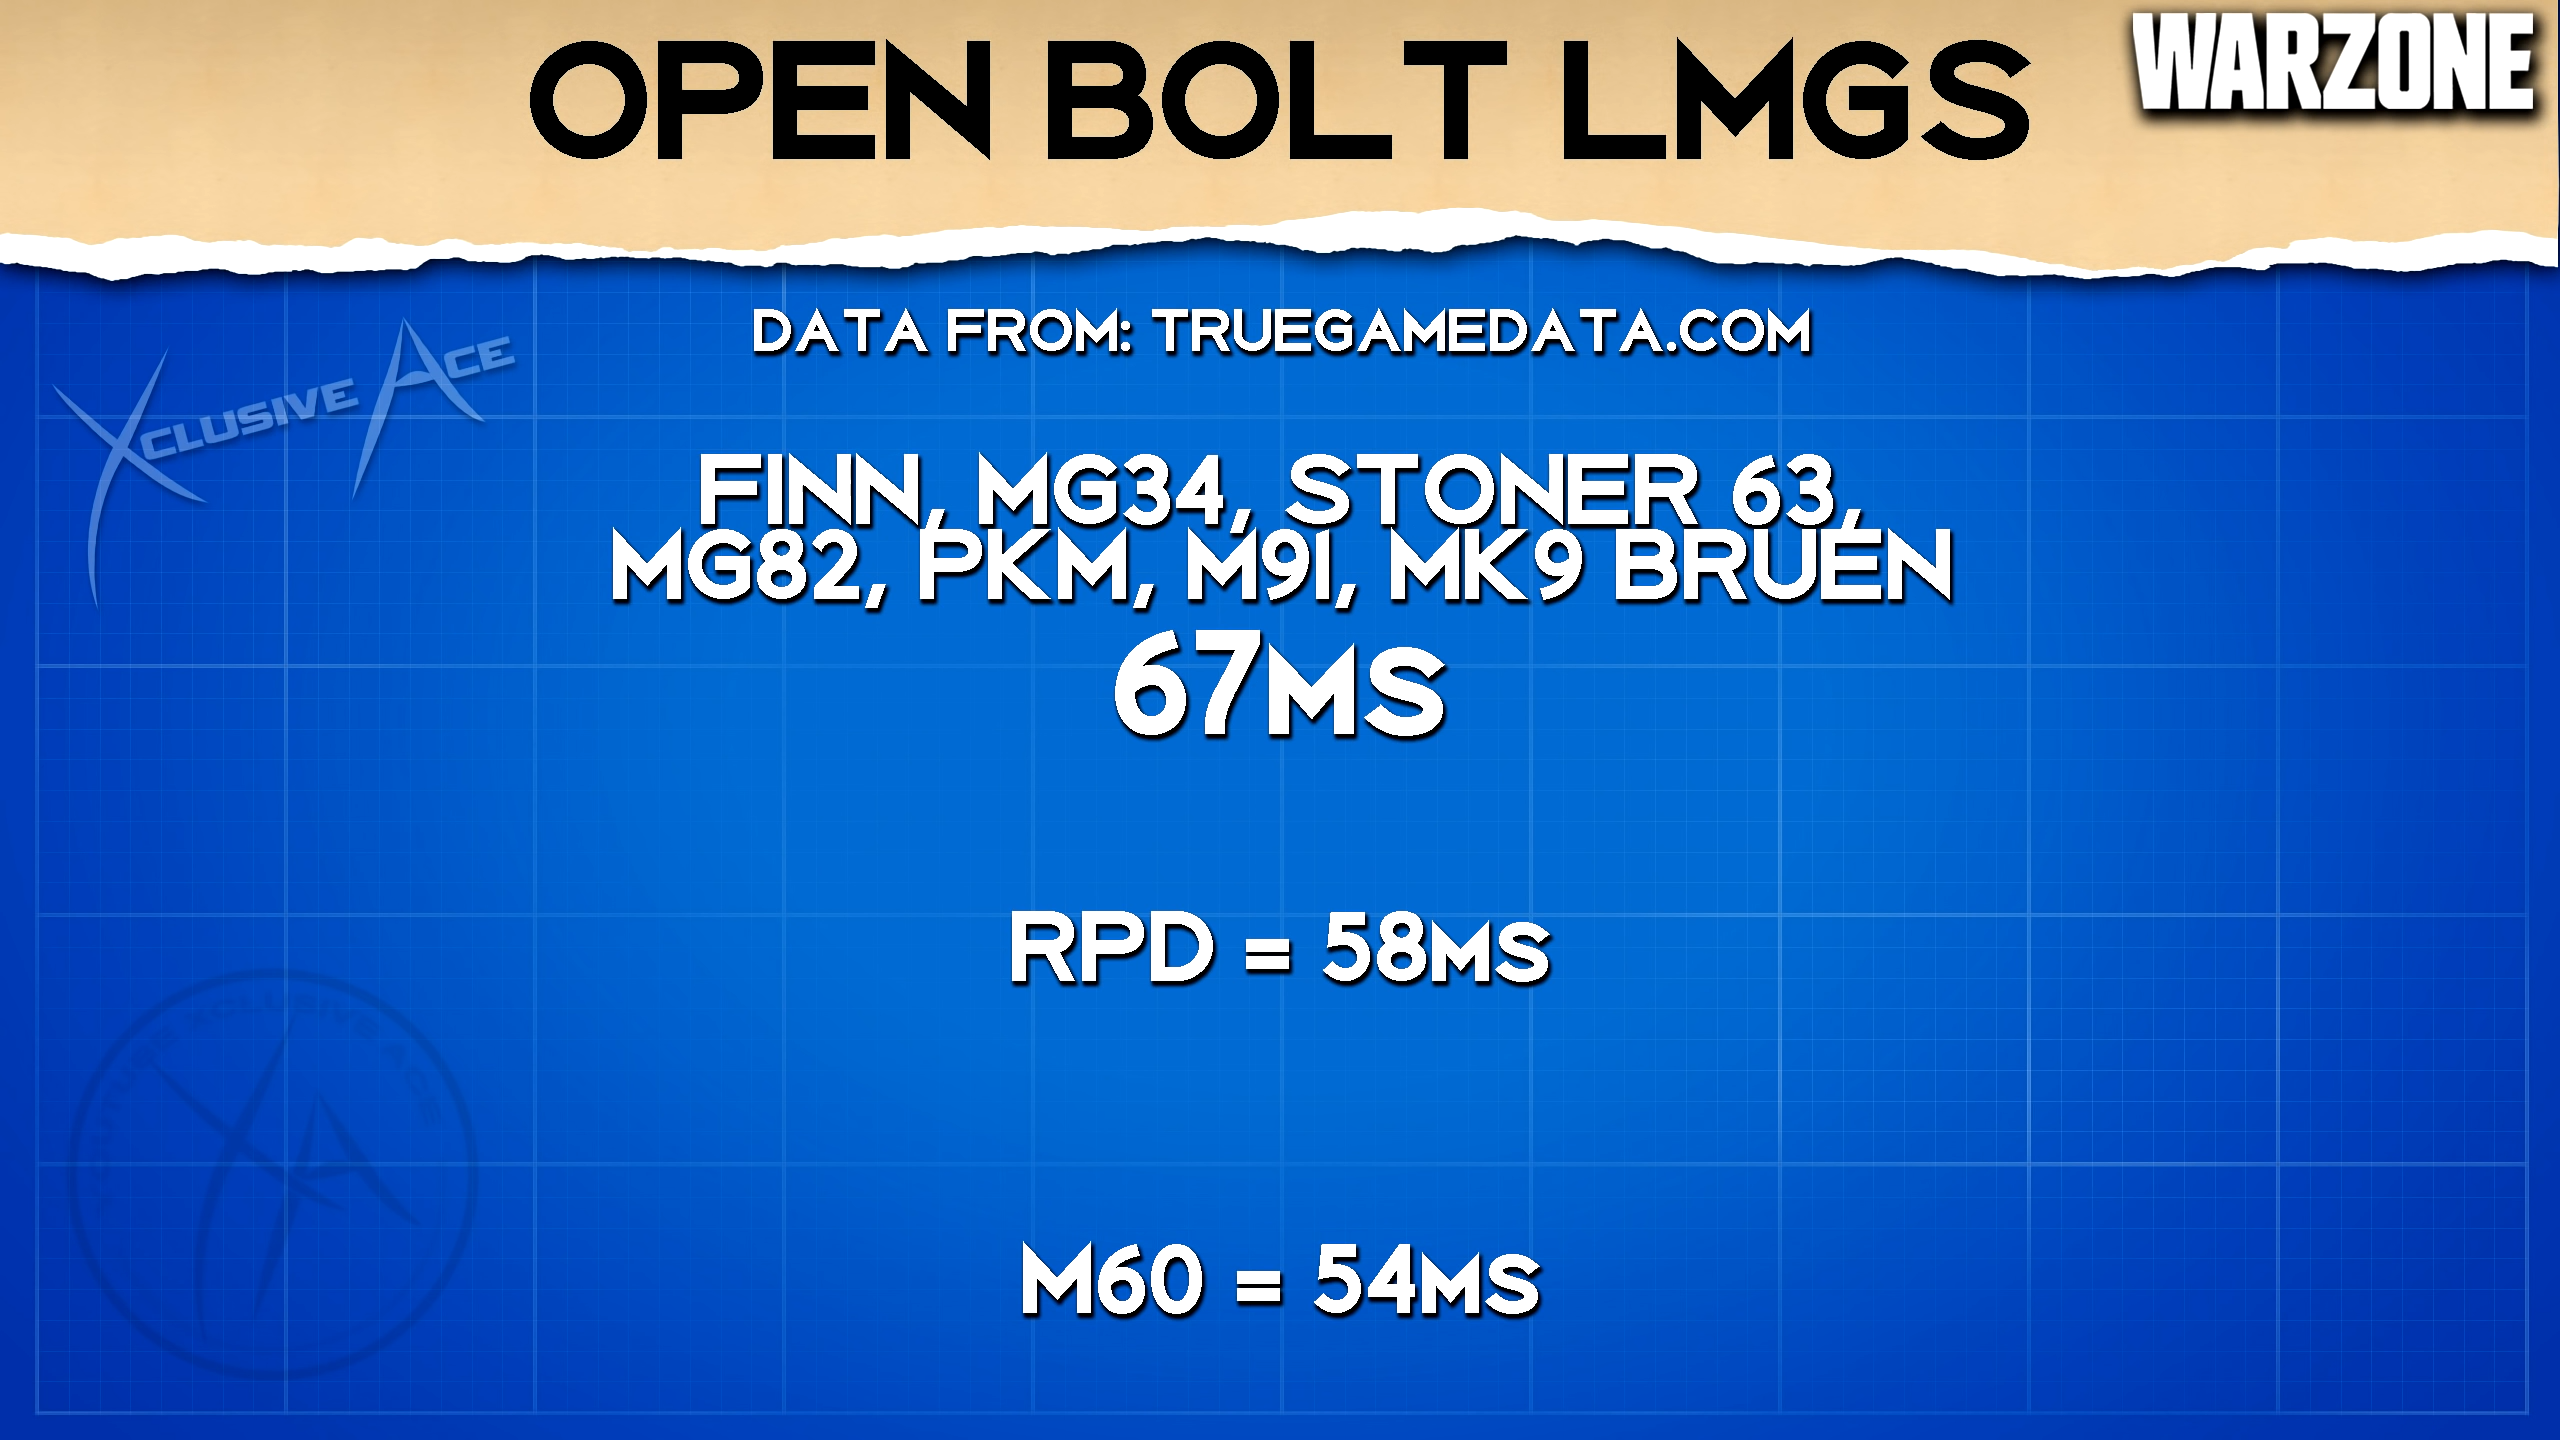 OPEN BOLT LMGS
WARZONE
DATA FROM: TRUEGAMEDATA.COM
XCLUSIVE ACE
FINN, MG34, STONER 63,
MG82, PKM, M91, MK9 BRUEN
67MS
RPD = 58MS
XA
M60 = 54MS